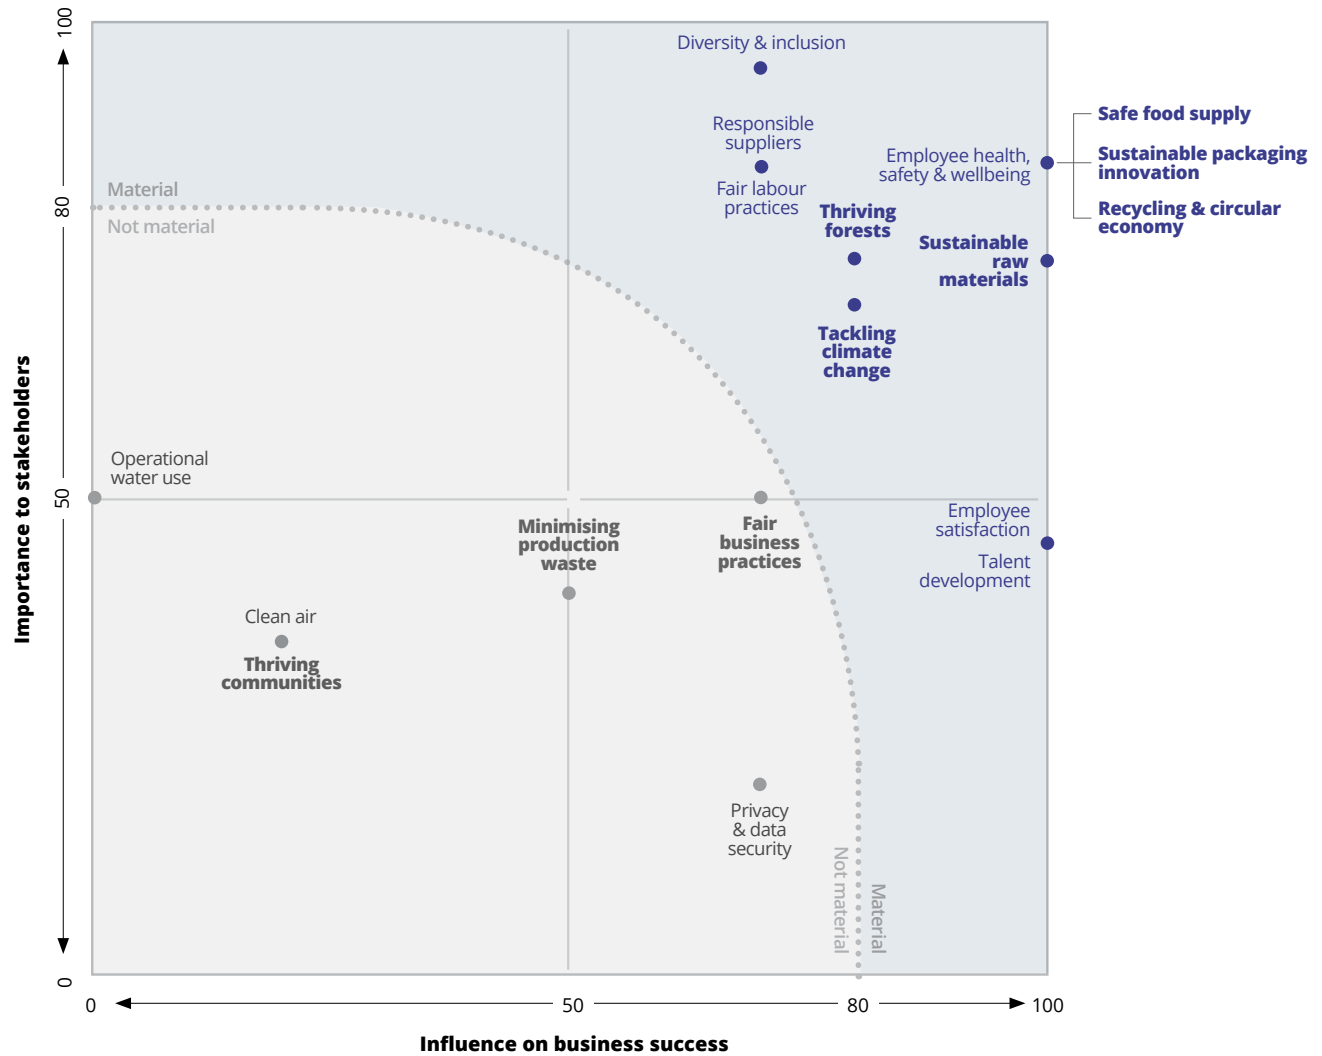 100
Diversity & inclusion
Responsible
suppliers
Fair labour
practices
Employee health,
safety & wellbeing
Safe food supply
Sustainable packaging
innovation
Recycling & circular
economy
Material
80
Not material
Thriving
forests
Sustainable
raw
materials
Tackling
climate
change
Importance to stakeholders
Operational
water use
50
Minimising
production
waste
Fair
business
practices
Employee
satisfaction
Talent
development
Clean air
Thriving
communities
Privacy
& data
security
Not material
Material
0
0
50
80
100
Influence on business success